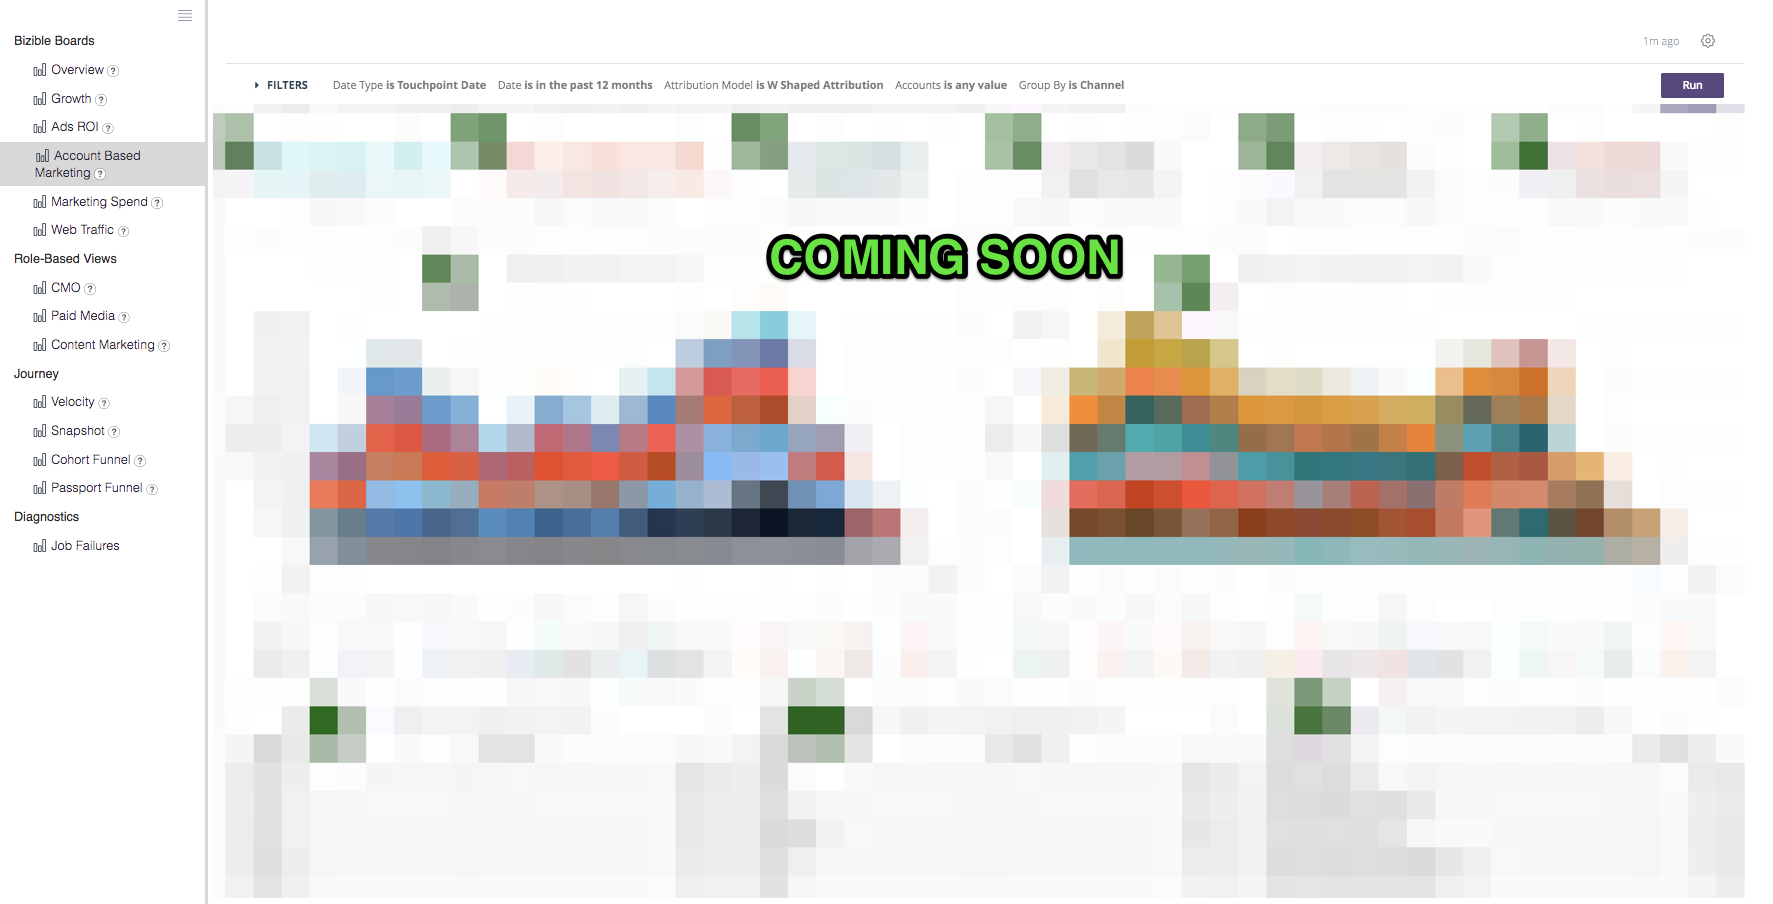 Bizible Boards
Overview ?
Growth ?
Ads ROI ?
Account Based
Marketing ?
Marketing Spend ?
Web Traffic ?
Role-Based Views
CMO ?
Paid Media ?
Content Marketing ?
Journey
Velocity ?
Snapshot ?
Cohort Funnel ?
Passport Funnel ?
Diagnostics
Job Failures
1m ago
FILTERS Date Type is Touchpoint Date Date is in the past 12 months Attribution Model is W Shaped Attribution Accounts is any value Group By is Channel Run
COMING SOON